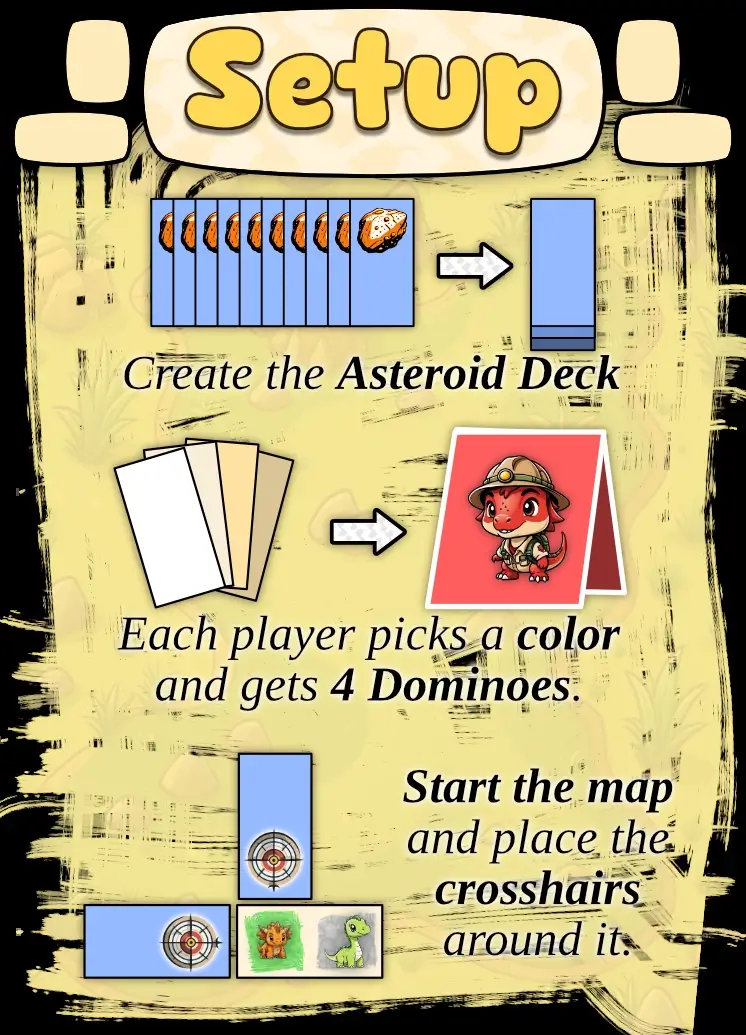 Setup
Create the Asteroid Deck
Each player picks a color
and gets 4 Dominoes.
Start the map
and place the
crosshairs
around it.